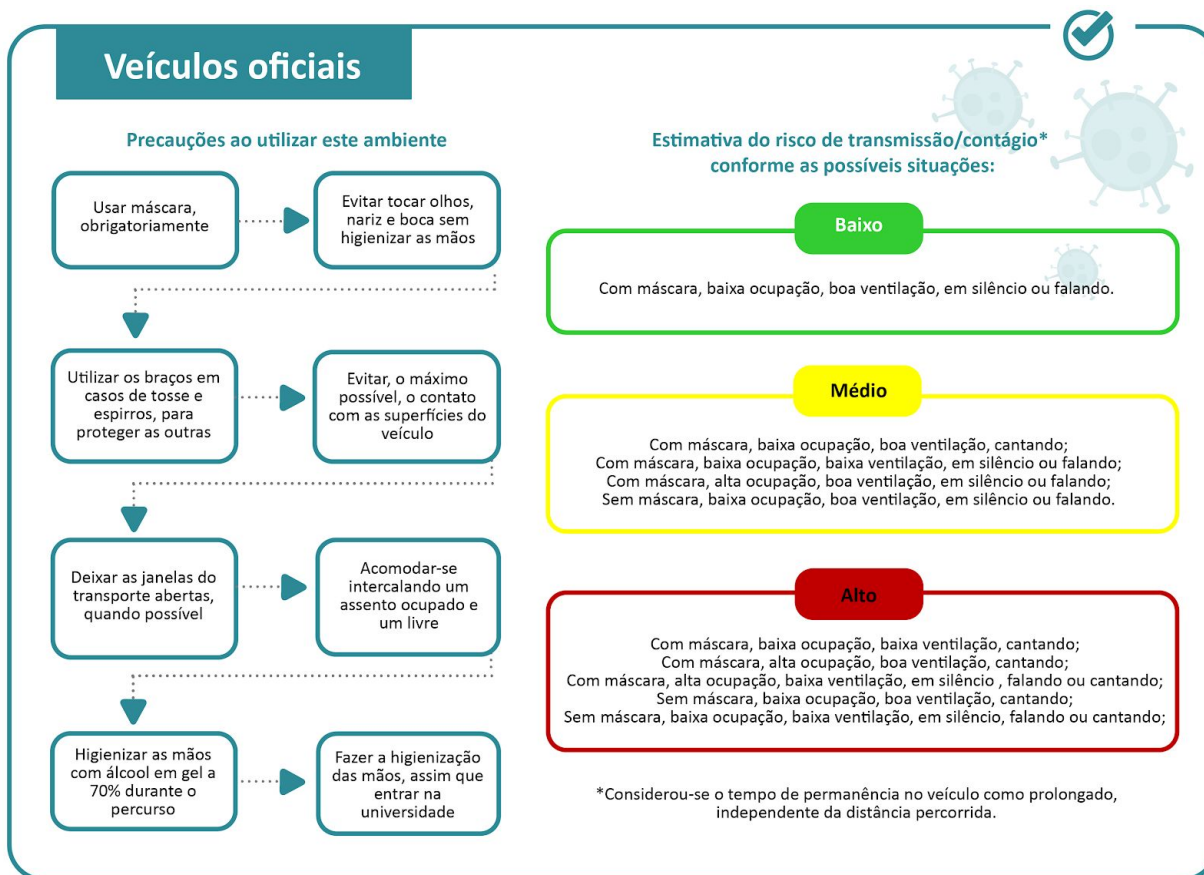 Veículos oficiais
Precauções ao utilizar este ambiente
Usar máscara,
obrigatoriamente
Evitar tocar olhos,
nariz e boca sem
higienizar as mãos
Utilizar os braços em
casos de tosse e
espirros, para
proteger as outras
Evitar, o máximo
possível, o contato
com as superfícies do
veículo
Deixar as janelas do
transporte abertas,
quando possível
Acomodar-se
intercalando um
assento ocupado e
um livre
Higienizar as mãos
com álcool em gel a
70% durante o
percurso
Fazer a higienização
das mãos, assim que
entrar na
universidade
Estimativa do risco de transmissão/contágio*
conforme as possíveis situações:
Baixo
Com máscara, baixa ocupação, boa ventilação, em silêncio ou falando.
Médio
Com máscara, baixa ocupação, boa ventilação, cantando;
Com máscara, baixa ocupação, baixa ventilação, em silêncio ou falando;
Com máscara, alta ocupação, boa ventilação, em silêncio ou falando;
Sem máscara, baixa ocupação, boa ventilação, em silêncio ou falando.
Alto
Com máscara, baixa ocupação, baixa ventilação, cantando;
Com máscara, alta ocupação, boa ventilação, cantando;
Com máscara, alta ocupação, baixa ventilação, em silêncio , falando ou cantando;
Sem máscara, baixa ocupação, boa ventilação, cantando;
Sem máscara, baixa ocupação, baixa ventilação, em silêncio, falando ou cantando;
*Considerou-se o tempo de permanência no veículo como prolongado,
independente da distância percorrida.